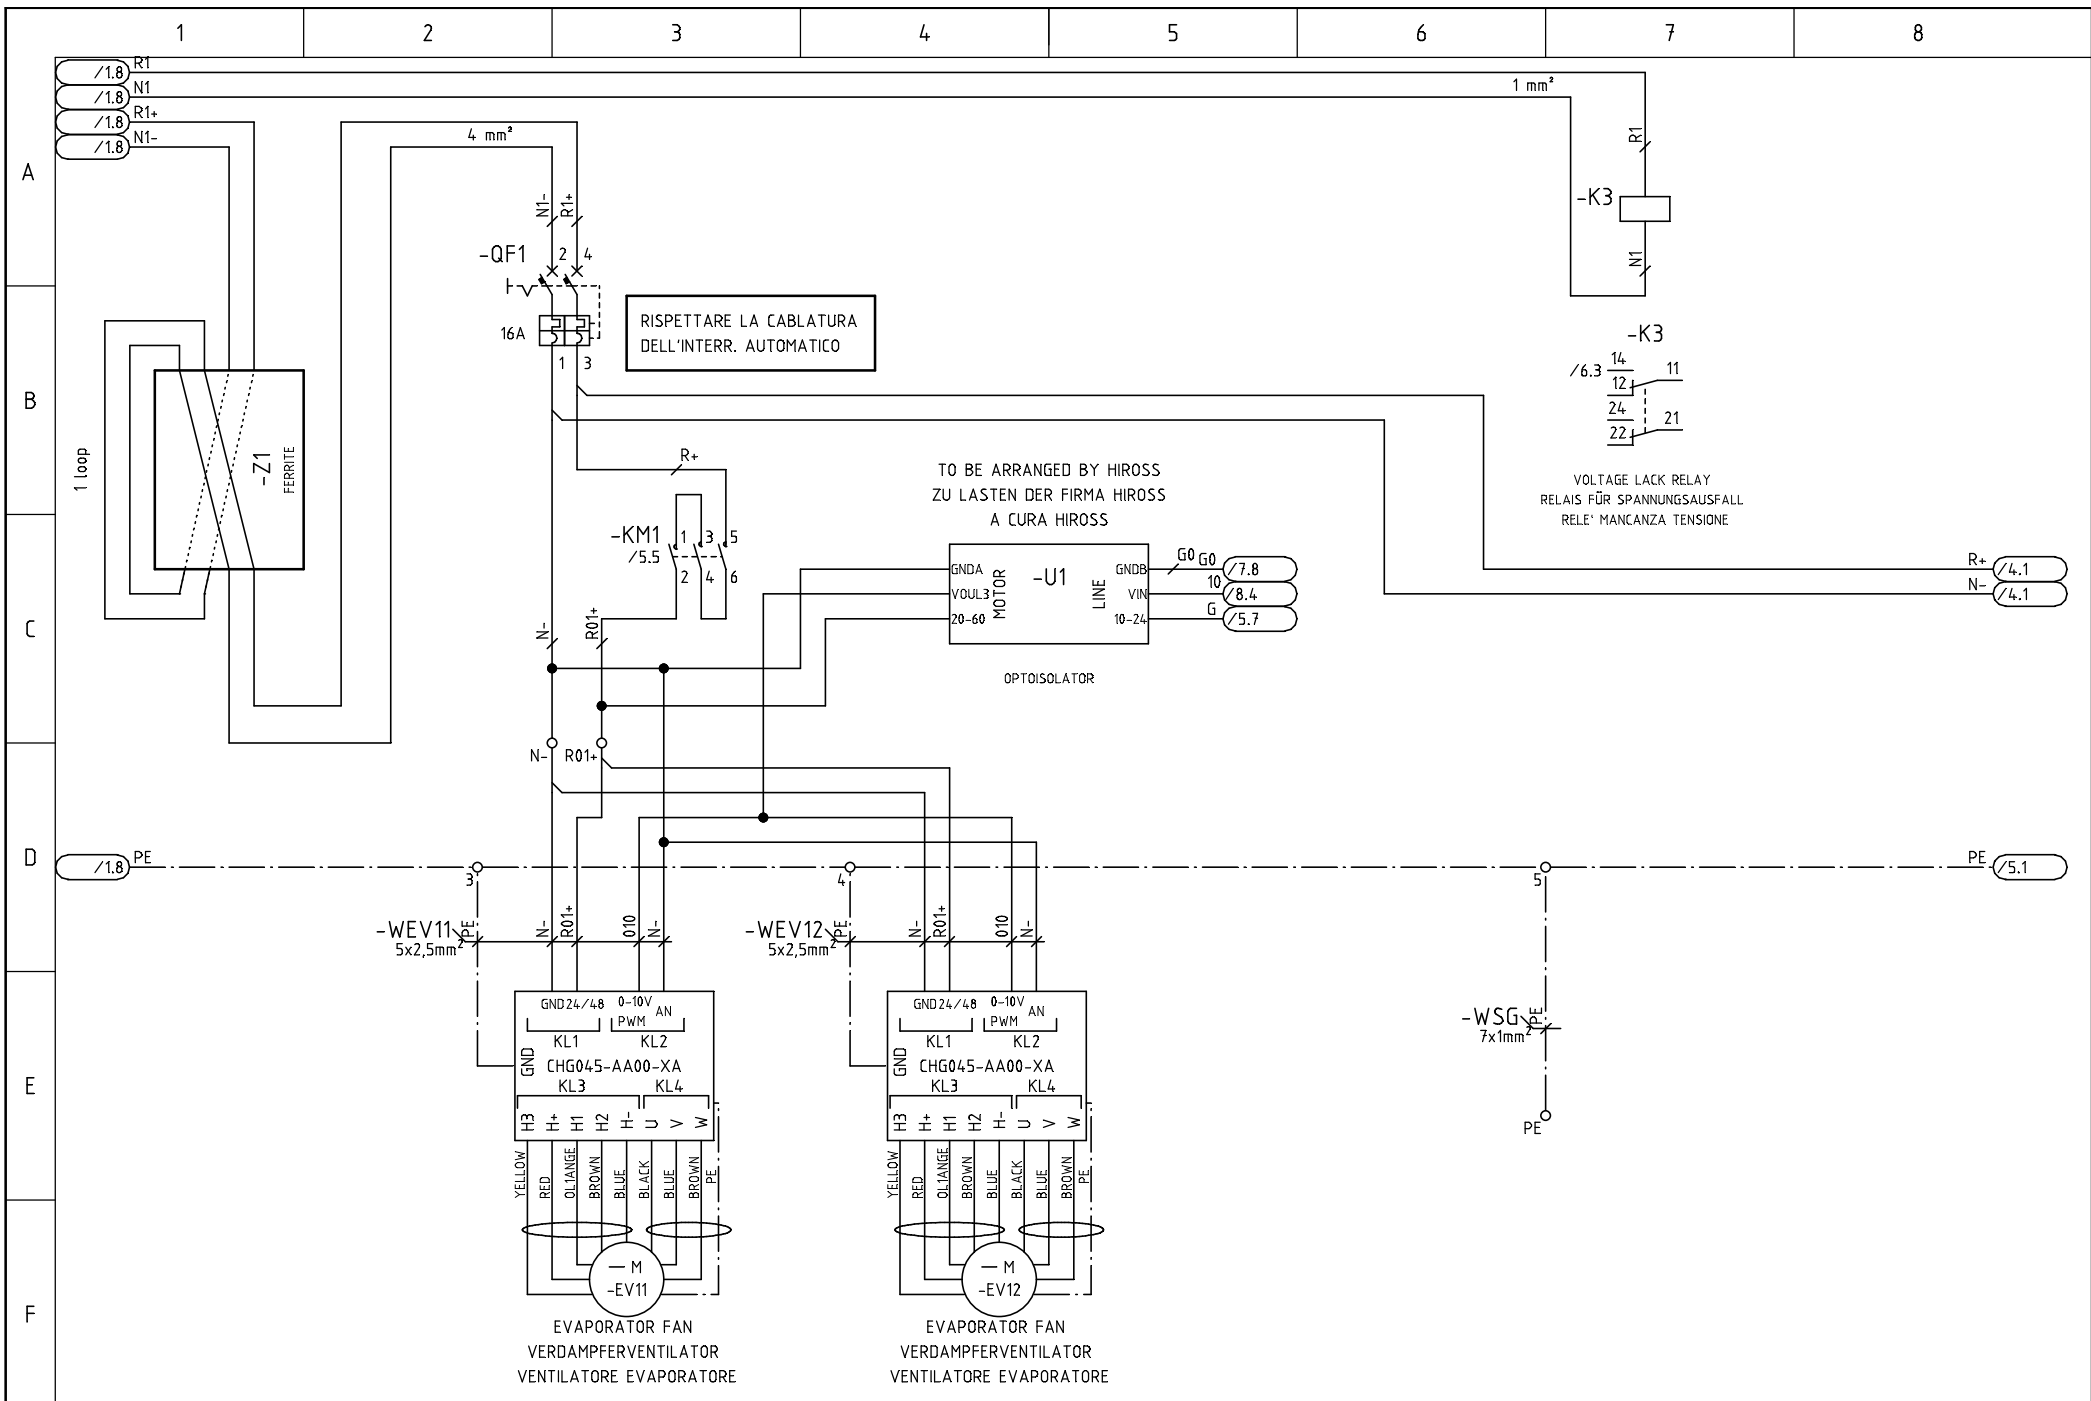 1 2 3 4 5 6 7 8
A
B
C
D
E
F
/1.8 R1
/1.8 N1
/1.8 R1+
/1.8 N1-
4 mm²
1 mm²
N1- R1+
R1
-K3
N1
-QF1 2 4
16A
1 3
RISPETTARE LA CABLATURA
DELL'INTERR. AUTOMATICO
-K3
14
/6.3 11
12
24
21
22
VOLTAGE LACK RELAY
RELAIS FÜR SPANNUNGSAUSFALL
RELE' MANCANZA TENSIONE
1 loop
-Z1
FERRITE
R+
-KM1 1 3 5
/5.5
2 4 6
TO BE ARRANGED BY HIROSS
ZU LASTEN DER FIRMA HIROSS
A CURA HIROSS
GNDA -U1 GNDB G0 G0 /7.8
VOUL3 MOTOR LINE VIN 10 /8.4
20-60 10-24 G /5.7
OPTOISOLATOR
R+ /4.1
N- /4.1
N- R01+
N- R01+
/1.8 PE
3 4 5
PE /5.1
-WEV11 PE N- R01+ 010 N-
5x2,5mm²
-WEV12 PE N- R01+ 010 N-
5x2,5mm²
-WSG PE
7x1mm²
PE
GND 24/48 0-10V AN
PWM
KL1 KL2
GND
CHG045-AA00-XA
KL3 KL4
H3 H+ H1 H2 H- U V W
YELLOW RED OL1ANGE BROWN BLUE BLACK BLUE BROWN PE
M
-EV11
EVAPORATOR FAN
VERDAMPFERVENTILATOR
VENTILATORE EVAPORATORE
GND 24/48 0-10V AN
PWM
KL1 KL2
GND
CHG045-AA00-XA
KL3 KL4
H3 H+ H1 H2 H- U V W
YELLOW RED OL1ANGE BROWN BLUE BLACK BLUE BROWN PE
M
-EV12
EVAPORATOR FAN
VERDAMPFERVENTILATOR
VENTILATORE EVAPORATORE